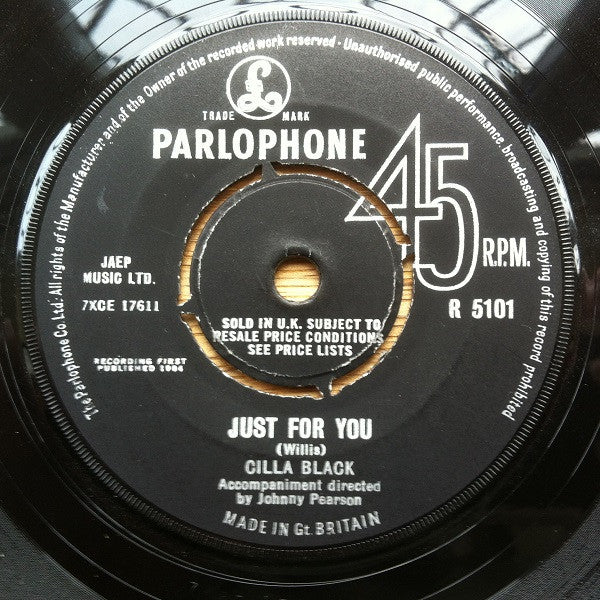 The Parlophone Co.Ltd. All rights of the Manufacturer and of the Owner of the recorded work reserved - Unauthorised public performance, broadcasting and copying of this record prohibited
£
TRADE MARK
PARLOPHONE
45
R.P.M.
JAEP
MUSIC LTD.
7XCE 17611
R 5101
SOLD IN U.K. SUBJECT TO
RESALE PRICE CONDITIONS
SEE PRICE LISTS
RECORDING FIRST
PUBLISHED 1964
JUST FOR YOU
(Willis)
CILLA BLACK
Accompaniment directed
by Johnny Pearson
MADE IN Gt. BRITAIN